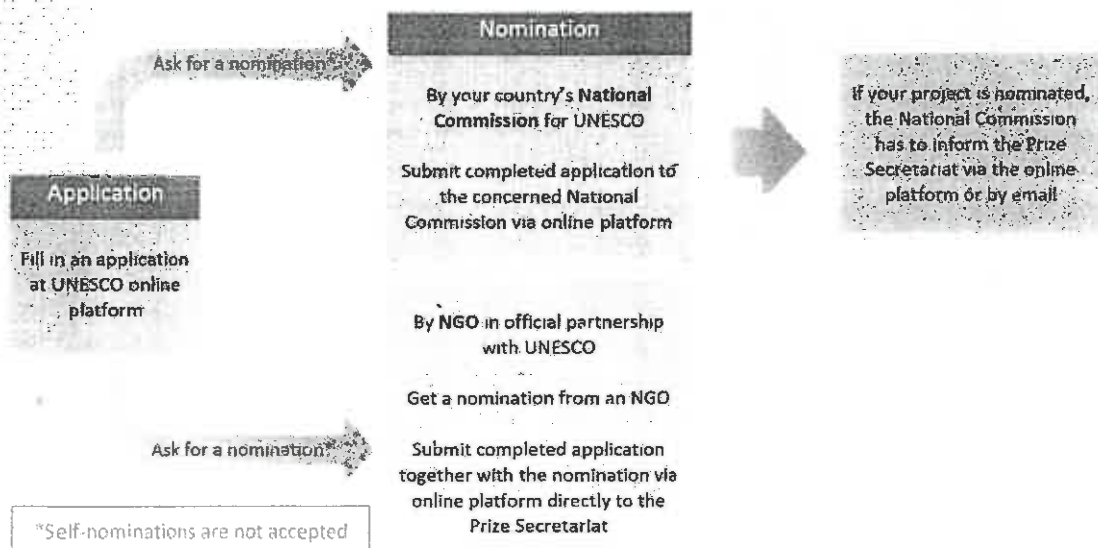 Application
Fill in an application
at UNESCO online
platform
Ask for a nomination*
Nomination
By your country's National
Commission for UNESCO
Submit completed application to
the concerned National
Commission via online platform
If your project is nominated,
the National Commission
has to inform the Prize
Secretariat via the online
platform or by email
Ask for a nomination*
By NGO in official partnership
with UNESCO
Get a nomination from an NGO
Submit completed application
together with the nomination via
online platform directly to the
Prize Secretariat
*Self-nominations are not accepted